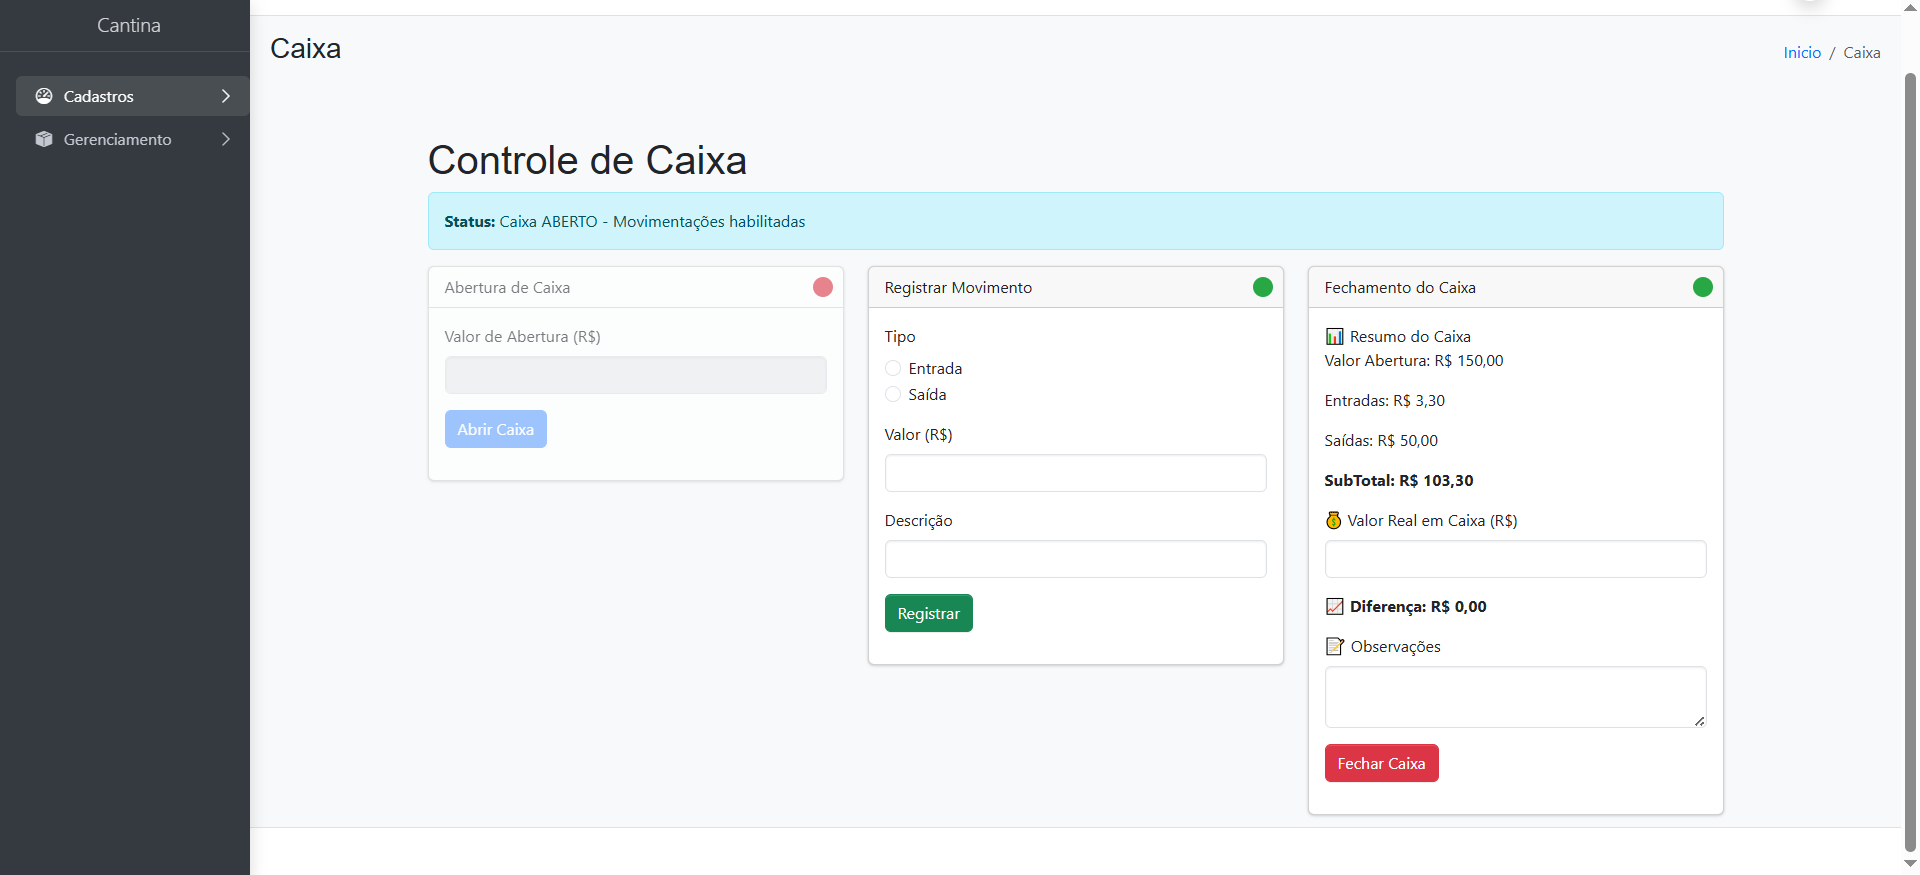 Cantina
Cadastros
Gerenciamento
Caixa
Inicio / Caixa
Controle de Caixa
Status: Caixa ABERTO - Movimentações habilitadas
Abertura de Caixa
Valor de Abertura (R$)
Abrir Caixa
Registrar Movimento
Tipo
Entrada
Saída
Valor (R$)
Descrição
Registrar
Fechamento do Caixa
Resumo do Caixa
Valor Abertura: R$ 150,00
Entradas: R$ 3,30
Saídas: R$ 50,00
SubTotal: R$ 103,30
Valor Real em Caixa (R$)
Diferença: R$ 0,00
Observações
Fechar Caixa